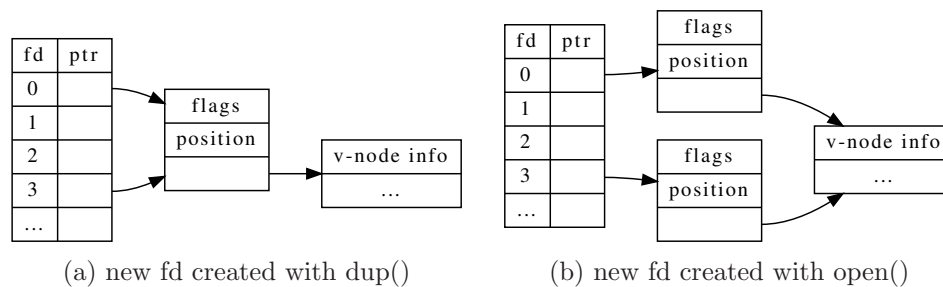 fd ptr
0
1
2
3
...
flags
position
v-node info
...
(a) new fd created with dup()
fd ptr
0
1
2
3
...
flags
position
flags
position
v-node info
...
(b) new fd created with open()